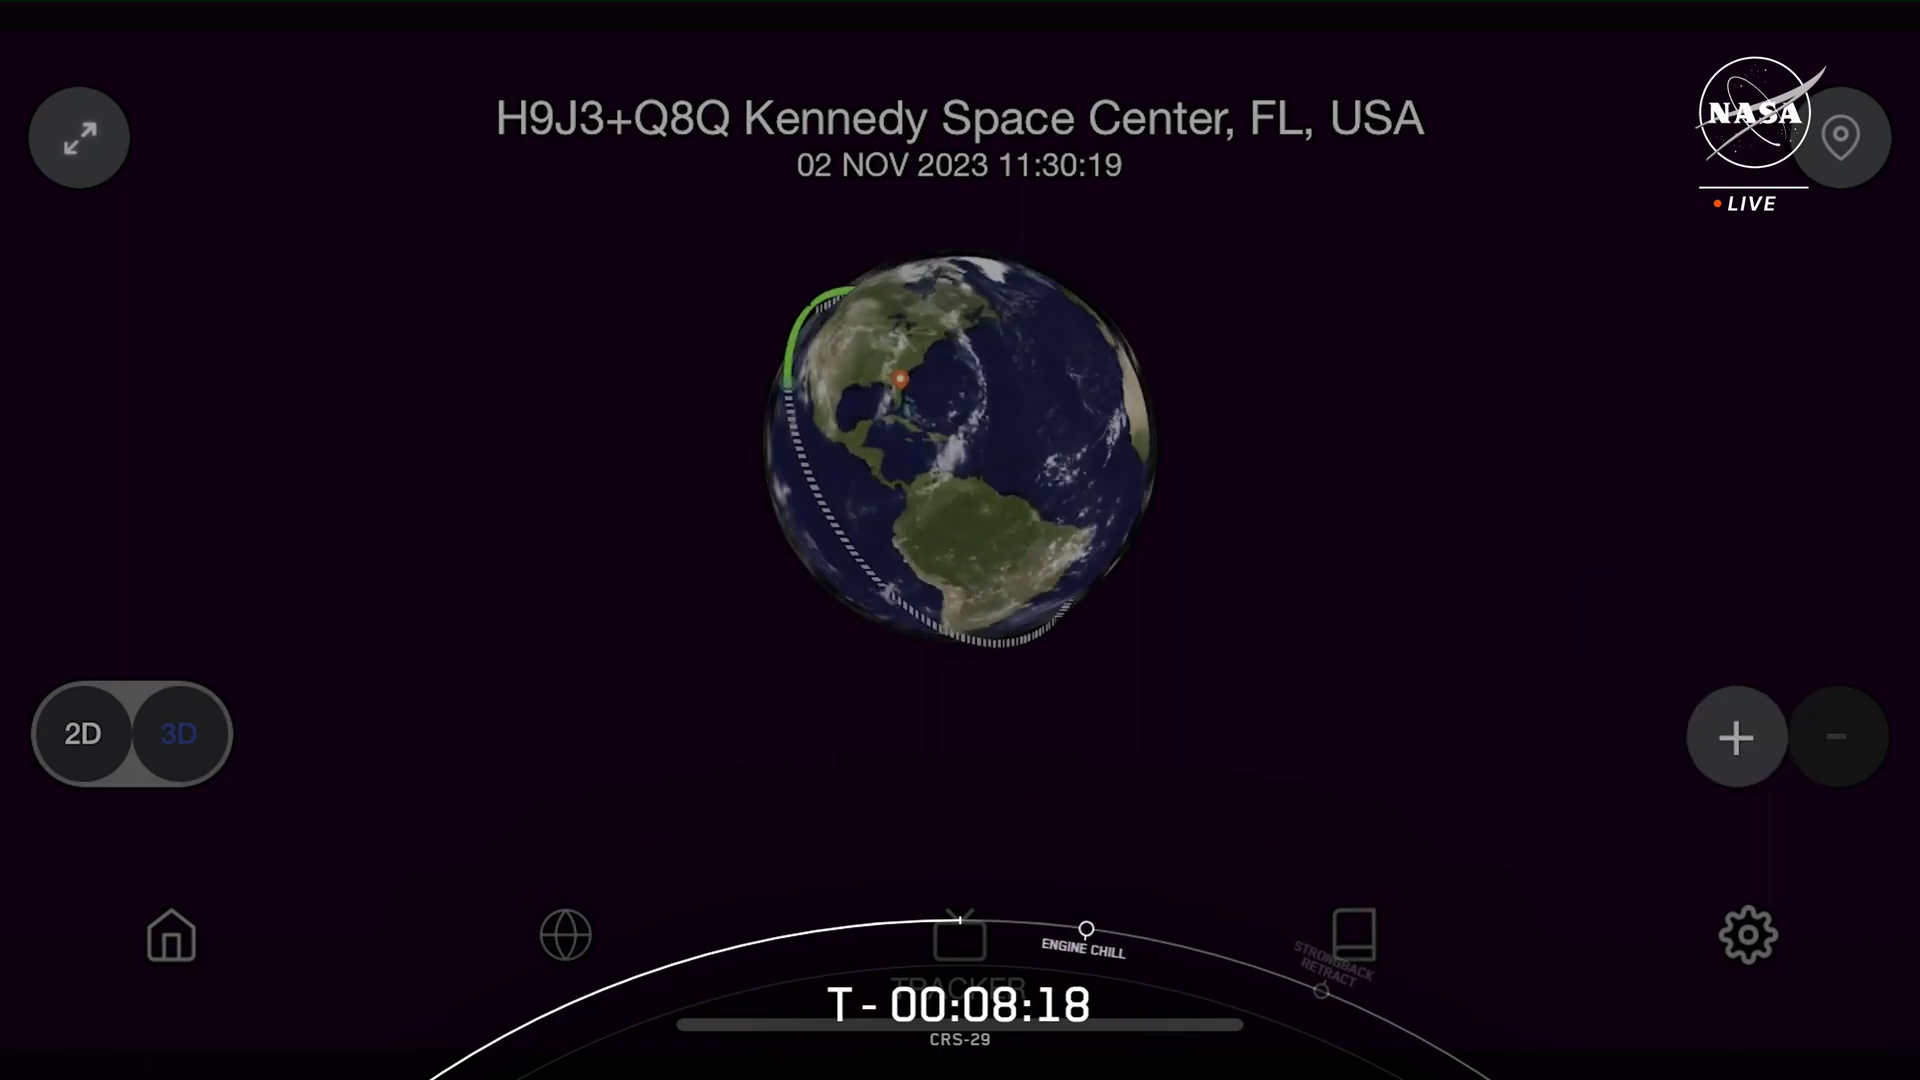 H9J3+Q8Q Kennedy Space Center, FL, USA
02 NOV 2023 11:30:19
NASA
LIVE
2D 3D
+ -
ENGINE CHILL
STRONGBACK
RETRACT
TRACKER
T - 00:08:18
CRS-29